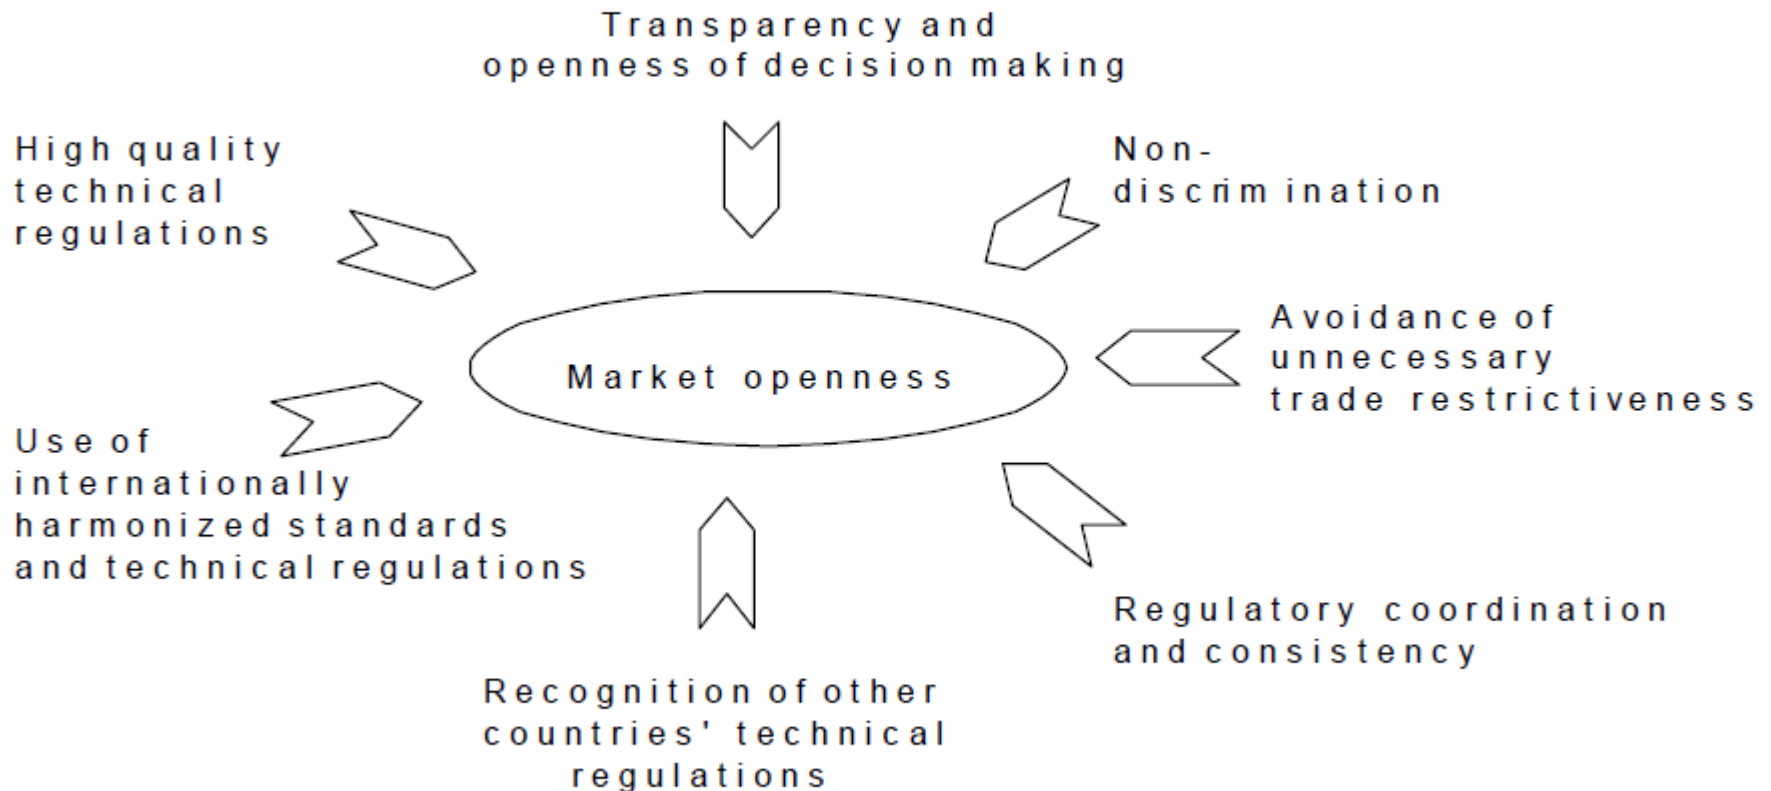 Transparency and
openness of decision making
High quality
technical
regulations
Non-
discrimination
Avoidance of
unnecessary
trade restrictiveness
Market openness
Use of
internationally
harmonized standards
and technical regulations
Regulatory coordination
and consistency
Recognition of other
countries' technical
regulations